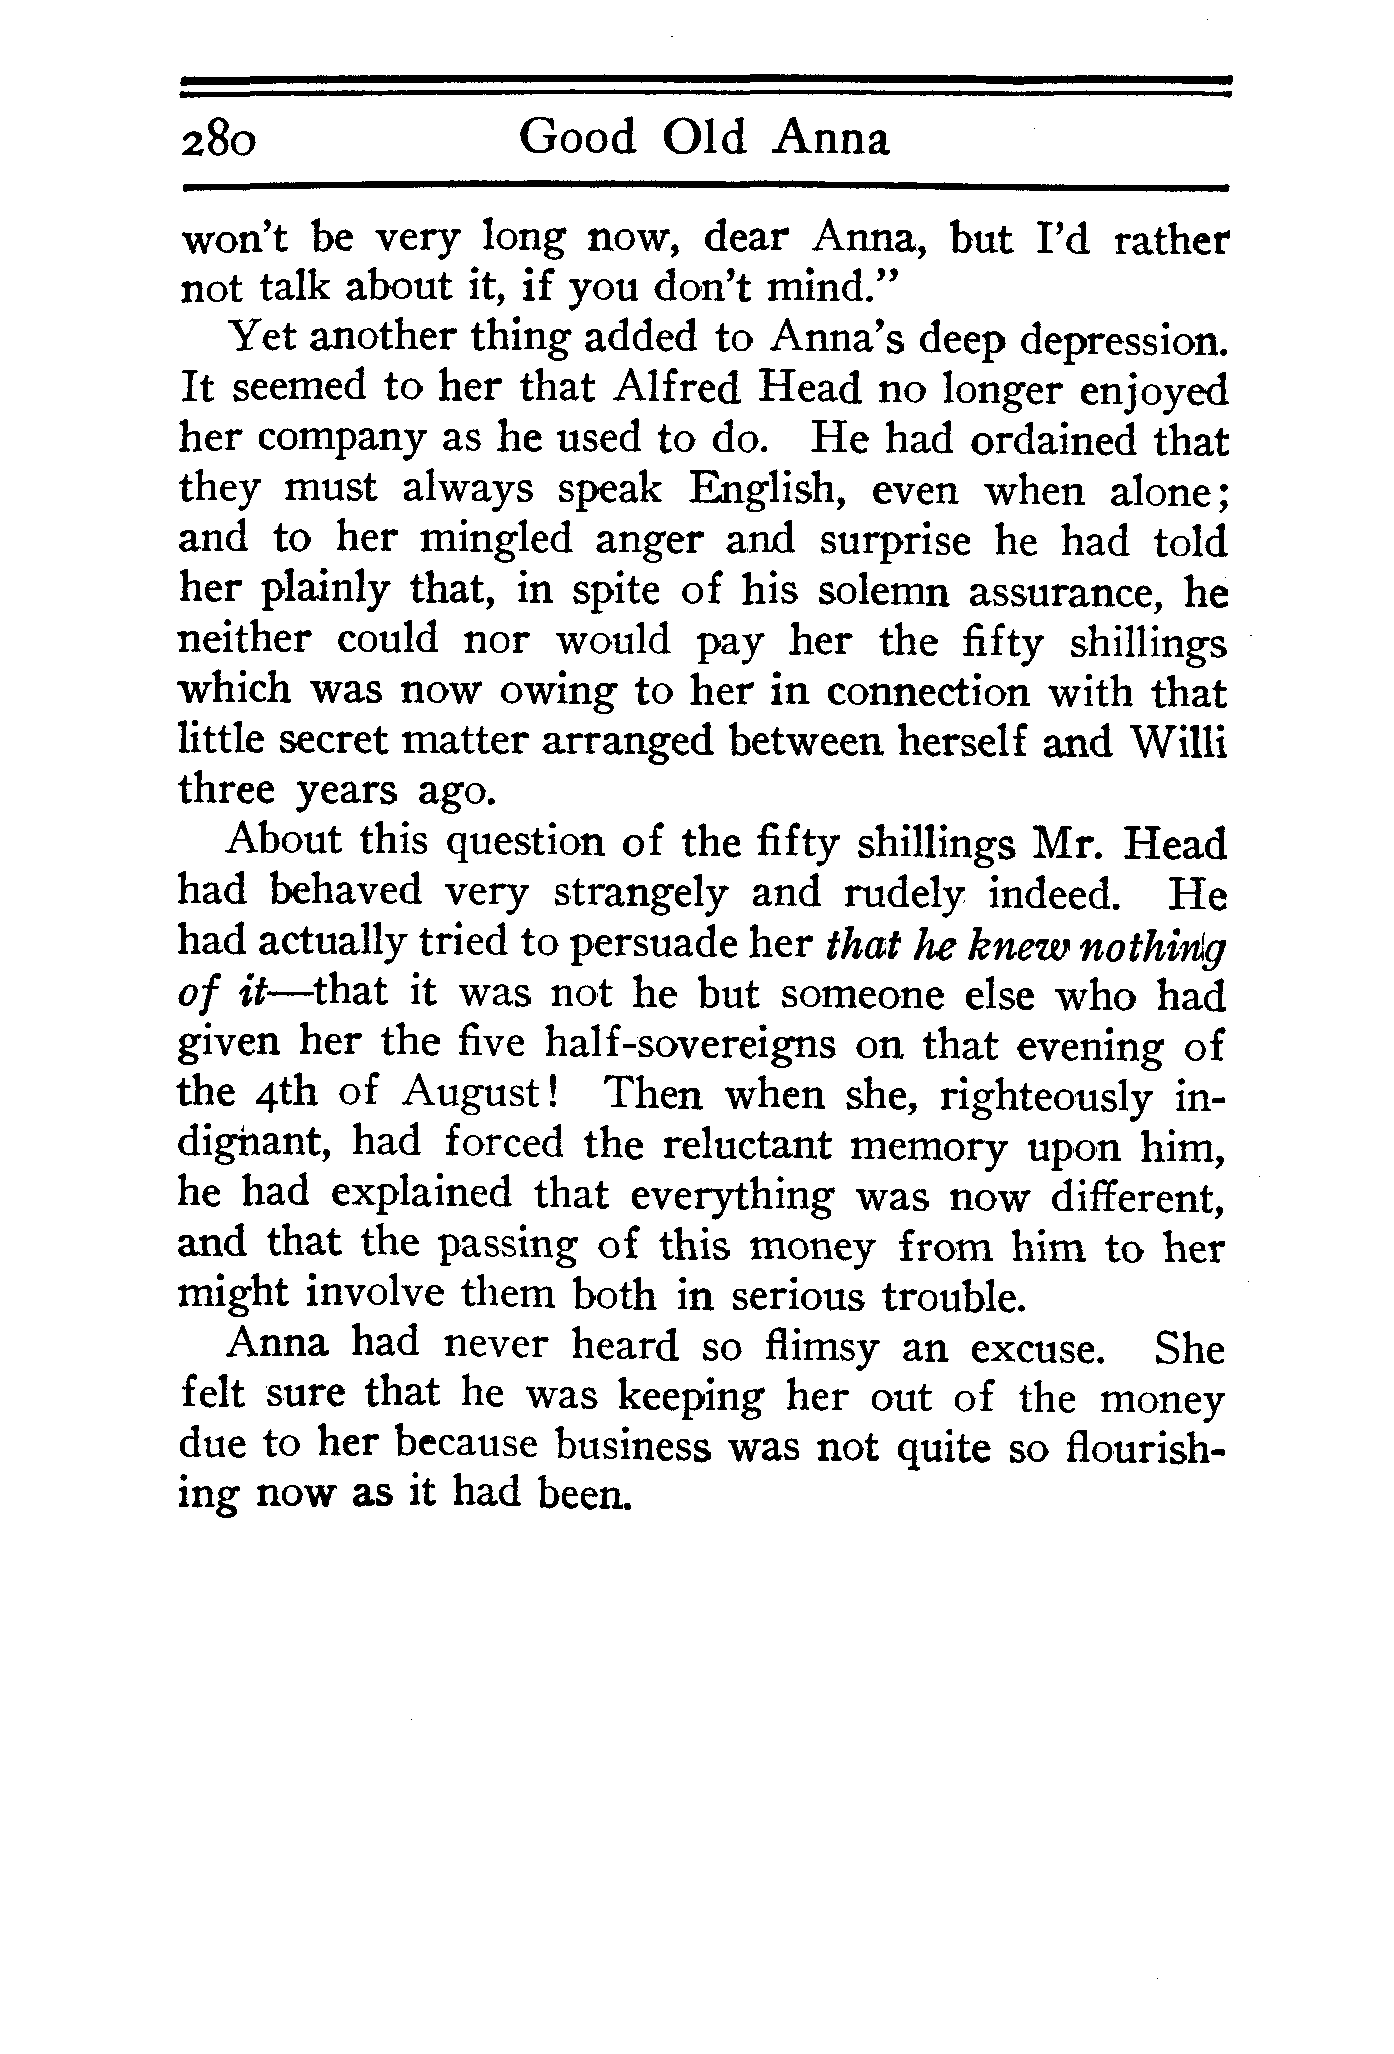 280 Good Old Anna
won't be very long now, dear Anna, but I'd rather
not talk about it, if you don't mind."
Yet another thing added to Anna's deep depression.
It seemed to her that Alfred Head no longer enjoyed
her company as he used to do. He had ordained that
they must always speak English, even when alone;
and to her mingled anger and surprise he had told
her plainly that, in spite of his solemn assurance, he
neither could nor would pay her the fifty shillings
which was now owing to her in connection with that
little secret matter arranged between herself and Willi
three years ago.
About this question of the fifty shillings Mr. Head
had behaved very strangely and rudely indeed. He
had actually tried to persuade her that he knew nothing
of it—that it was not he but someone else who had
given her the five half-sovereigns on that evening of
the 4th of August! Then when she, righteously in-
dignant, had forced the reluctant memory upon him,
he had explained that everything was now different,
and that the passing of this money from him to her
might involve them both in serious trouble.
Anna had never heard so flimsy an excuse. She
felt sure that he was keeping her out of the money
due to her because business was not quite so flourish-
ing now as it had been.